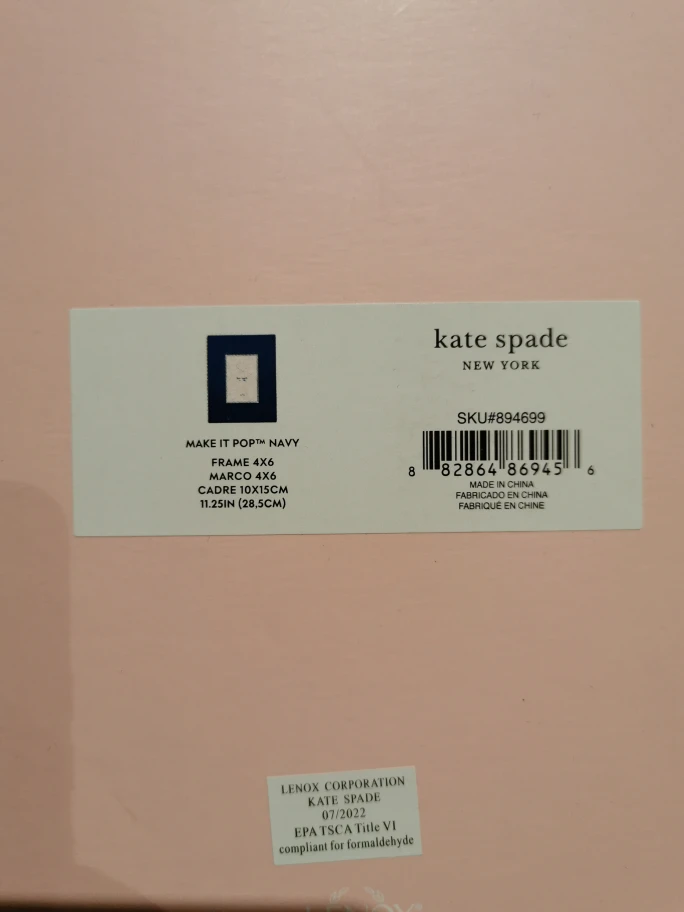 MAKE IT POP™ NAVY
FRAME 4X6
MARCO 4X6
CADRE 10X15CM
11.25IN (28,5CM)
kate spade
NEW YORK
SKU#894699
8 82864 86945 6
MADE IN CHINA
FABRICADO EN CHINA
FABRIQUÉ EN CHINE
LENOX CORPORATION
KATE SPADE
07/2022
EPA TSCA Title VI
compliant for formaldehyde
LENOX